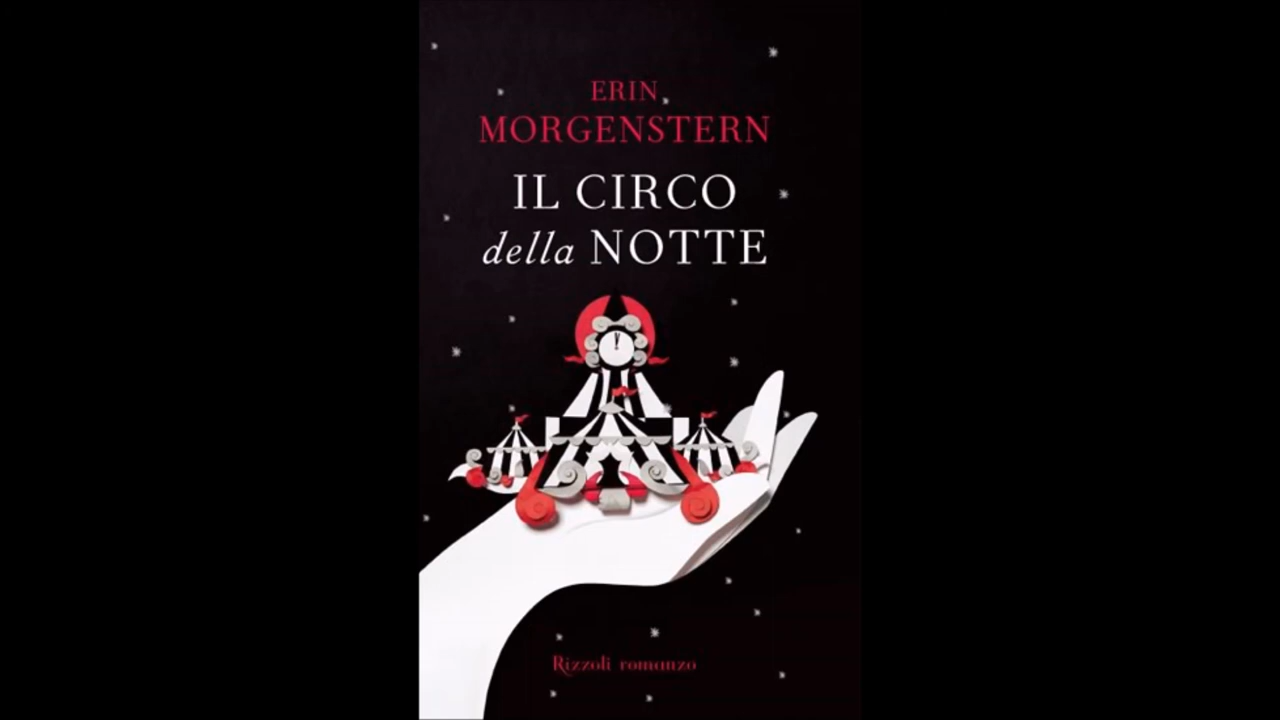 ERIN
MORGENSTERN
IL CIRCO
della NOTTE
Rizzoli romanzo